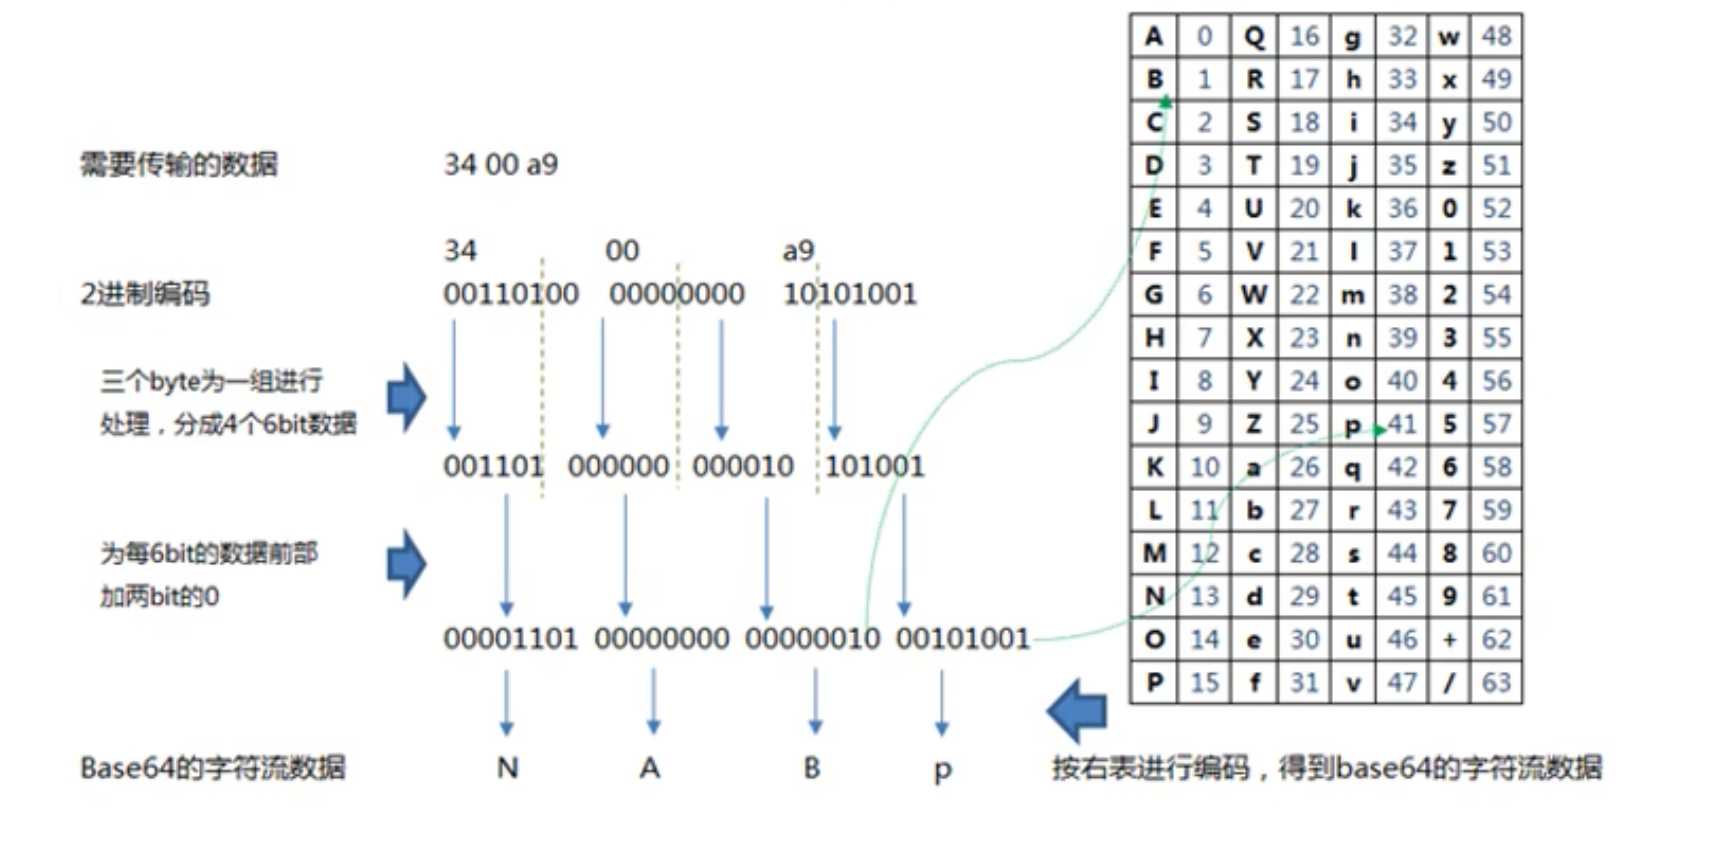 需要传输的数据 34 00 a9
34 00 a9
2进制编码 00110100 00000000 10101001
三个byte为一组进行
处理，分成4个6bit数据
001101 000000 000010 101001
为每6bit的数据前部
加两bit的0
00001101 00000000 00000010 00101001
Base64的字符流数据 N A B p
按右表进行编码，得到base64的字符流数据
A 0 Q 16 g 32 w 48
B 1 R 17 h 33 x 49
C 2 S 18 i 34 y 50
D 3 T 19 j 35 z 51
E 4 U 20 k 36 0 52
F 5 V 21 l 37 1 53
G 6 W 22 m 38 2 54
H 7 X 23 n 39 3 55
I 8 Y 24 o 40 4 56
J 9 Z 25 p 41 5 57
K 10 a 26 q 42 6 58
L 11 b 27 r 43 7 59
M 12 c 28 s 44 8 60
N 13 d 29 t 45 9 61
O 14 e 30 u 46 + 62
P 15 f 31 v 47 / 63